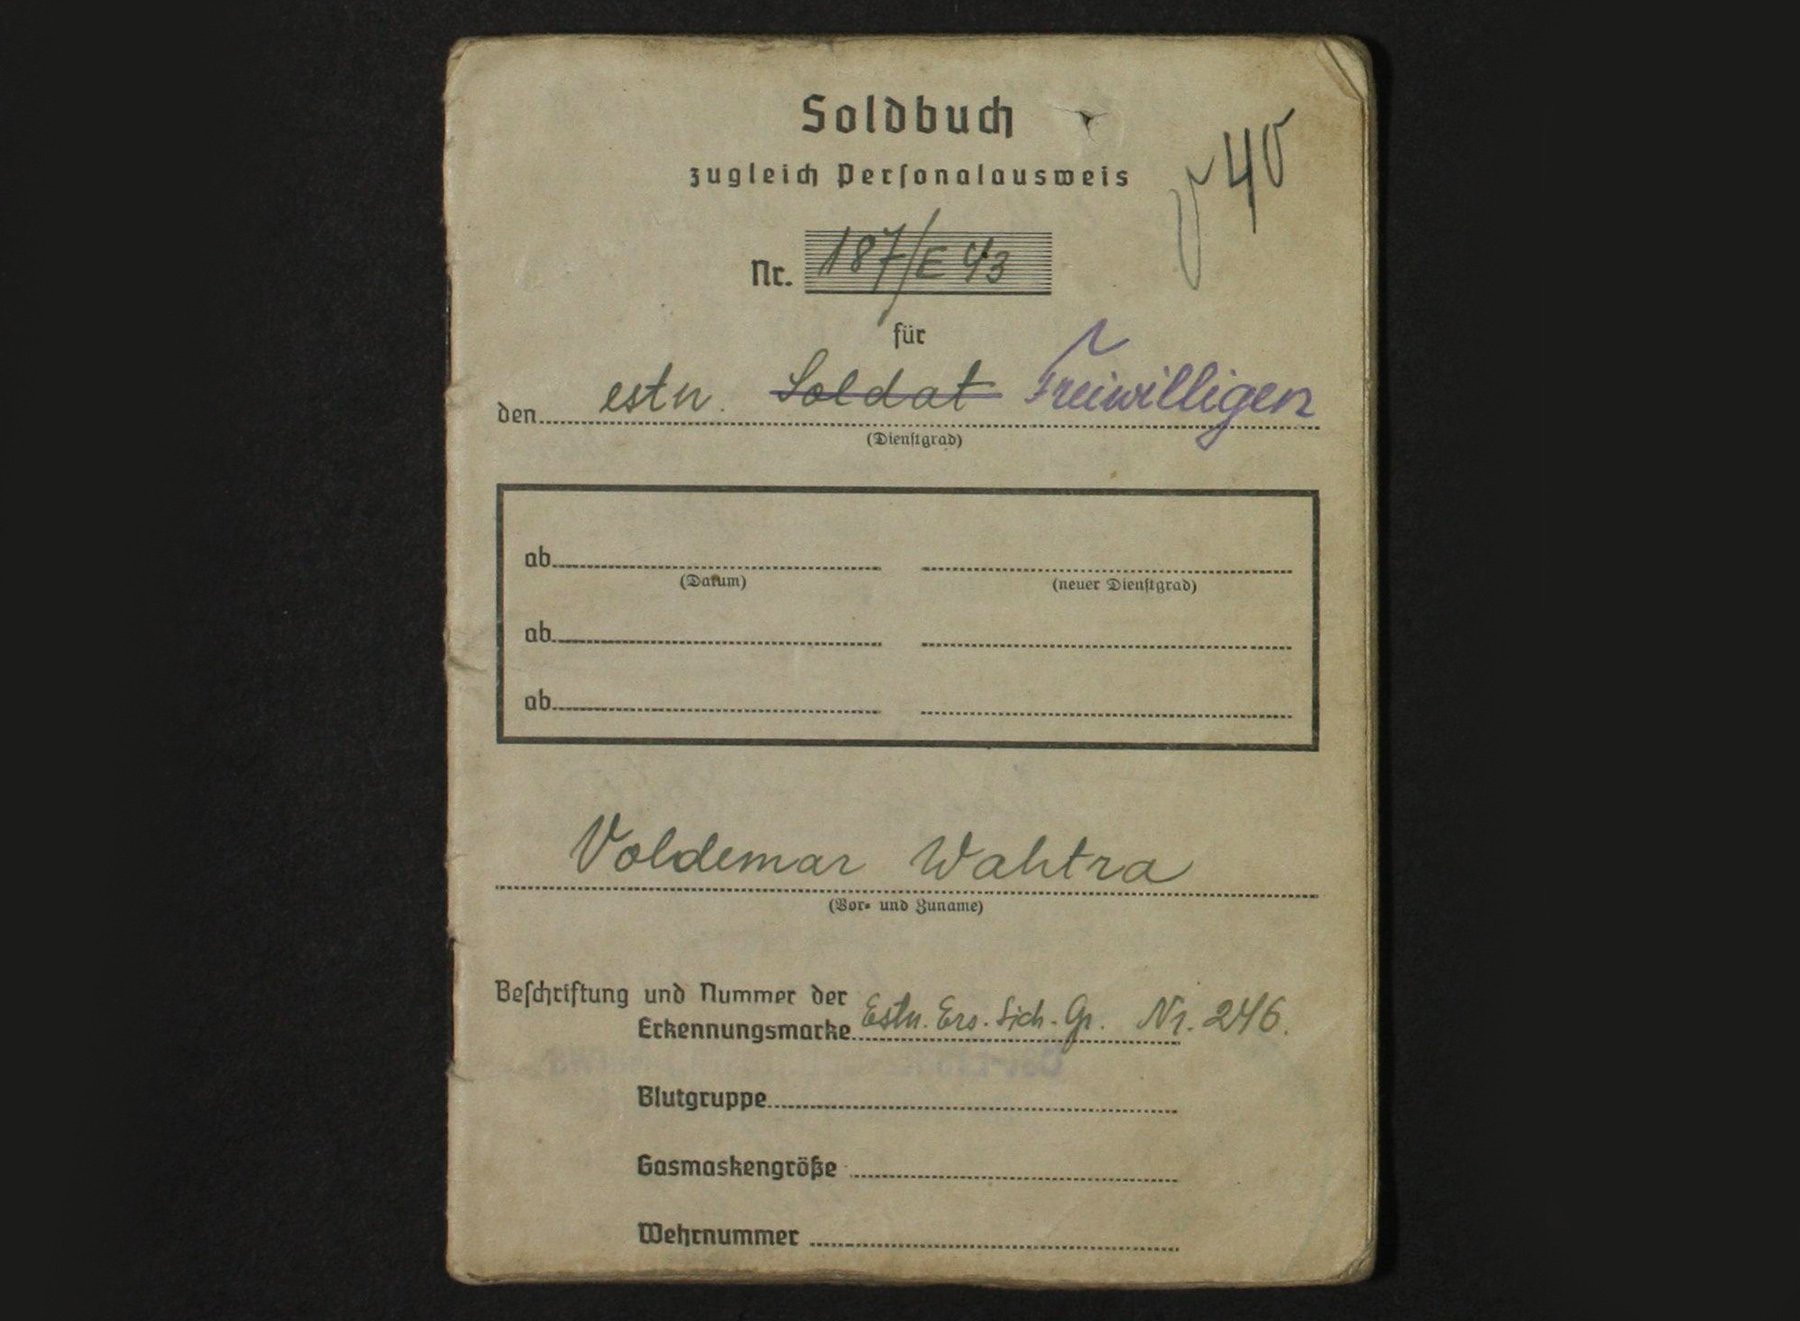 Soldbuch
zugleich Personalausweis
40
Nr. 187/E 43
für
den estn. Soldat Freiwilligen
(Dienstgrad)
ab
(Datum) (neuer Dienstgrad)
ab
ab
Voldemar Wahtra
(Vor- und Zuname)
Beschriftung und Nummer der
Erkennungsmarke Estn. Ers. Sich. Gr. Nr. 246.
Blutgruppe
Gasmaskengröße
Wehrnummer